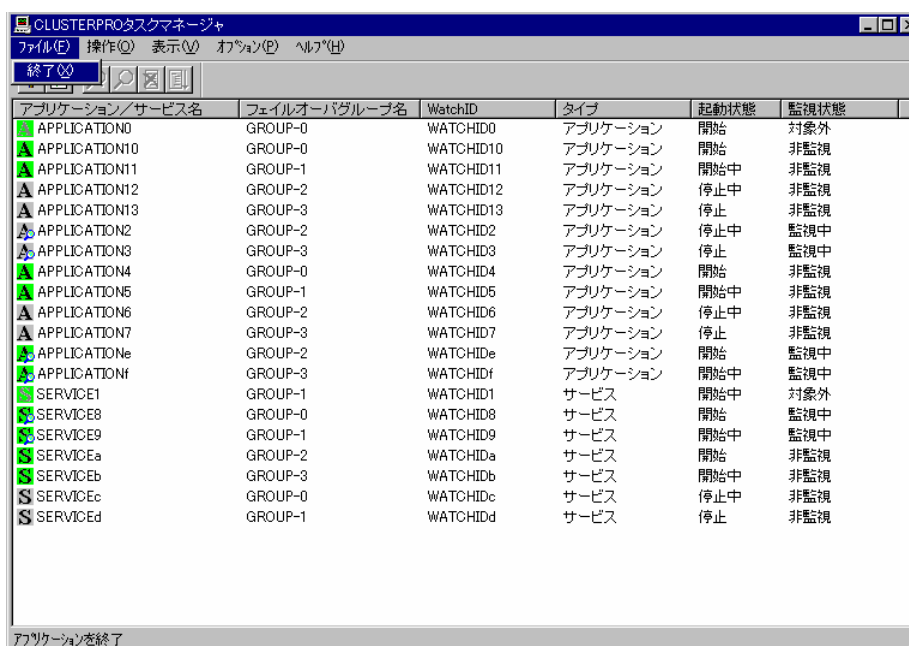 CLUSTERPROタスクマネージャ
ファイル(F) 操作(O) 表示(V) オプション(P) ヘルプ(H)
終了(X)
アプリケーション／サービス名 フェイルオーバグループ名 WatchID タイプ 起動状態 監視状態
APPLICATION0 GROUP-0 WATCHID0 アプリケーション 開始 対象外
APPLICATION10 GROUP-0 WATCHID10 アプリケーション 開始 非監視
APPLICATION11 GROUP-1 WATCHID11 アプリケーション 開始中 非監視
APPLICATION12 GROUP-2 WATCHID12 アプリケーション 停止中 非監視
APPLICATION13 GROUP-3 WATCHID13 アプリケーション 停止 非監視
APPLICATION2 GROUP-2 WATCHID2 アプリケーション 停止中 監視中
APPLICATION3 GROUP-3 WATCHID3 アプリケーション 停止 監視中
APPLICATION4 GROUP-0 WATCHID4 アプリケーション 開始 非監視
APPLICATION5 GROUP-1 WATCHID5 アプリケーション 開始中 非監視
APPLICATION6 GROUP-2 WATCHID6 アプリケーション 停止中 非監視
APPLICATION7 GROUP-3 WATCHID7 アプリケーション 停止 非監視
APPLICATIONe GROUP-2 WATCHIDe アプリケーション 開始 監視中
APPLICATIONf GROUP-3 WATCHIDf アプリケーション 開始中 監視中
SERVICE1 GROUP-1 WATCHID1 サービス 開始中 対象外
SERVICE8 GROUP-0 WATCHID8 サービス 開始 監視中
SERVICE9 GROUP-1 WATCHID9 サービス 開始中 監視中
SERVICEa GROUP-2 WATCHIDa サービス 開始 非監視
SERVICEb GROUP-3 WATCHIDb サービス 開始中 非監視
SERVICEc GROUP-0 WATCHIDc サービス 停止中 非監視
SERVICEd GROUP-1 WATCHIDd サービス 停止 非監視
アプリケーションを終了